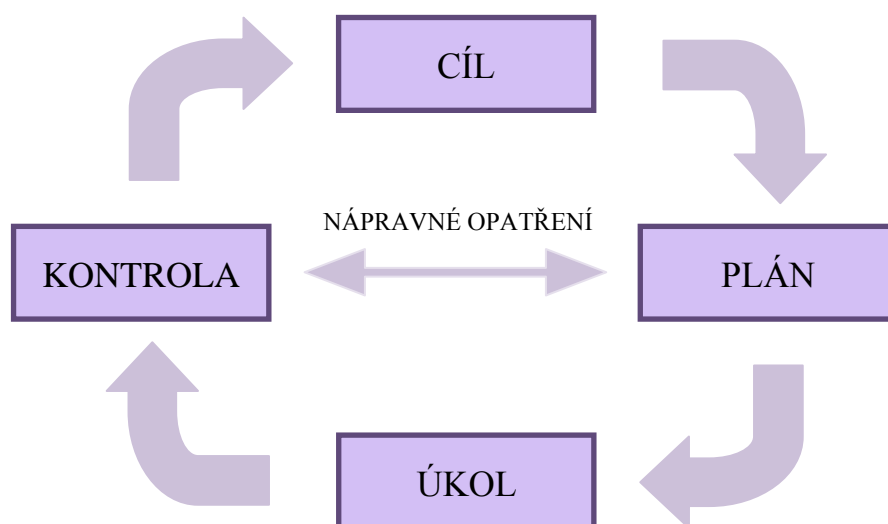 CÍL
NÁPRAVNÉ OPATŘENÍ
KONTROLA
PLÁN
ÚKOL